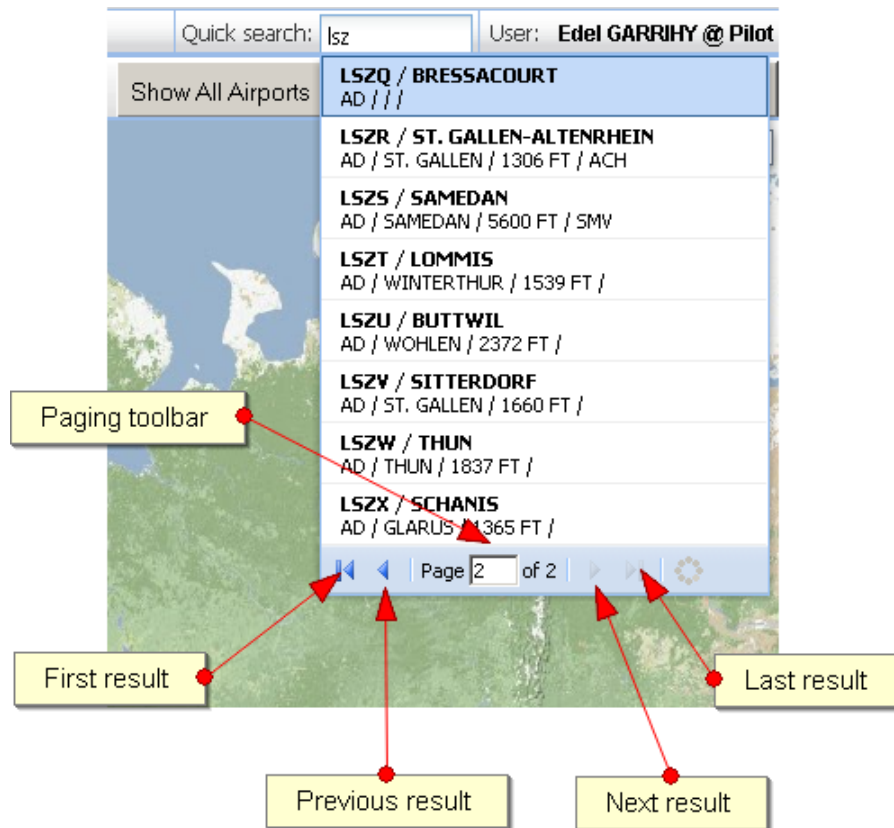 Quick search: lsz User: Edel GARRIHY @ Pilot
Show All Airports
LSZQ / BRESSACOURT
AD / / /
LSZR / ST. GALLEN-ALTENRHEIN
AD / ST. GALLEN / 1306 FT / ACH
LSZS / SAMEDAN
AD / SAMEDAN / 5600 FT / SMV
LSZT / LOMMIS
AD / WINTERTHUR / 1539 FT /
LSZU / BUTTWIL
AD / WOHLEN / 2372 FT /
LSZV / SITTERDORF
AD / ST. GALLEN / 1660 FT /
Paging toolbar
LSZW / THUN
AD / THUN / 1837 FT /
LSZX / SCHANIS
AD / GLARUS / 1365 FT /
Page 2 of 2
First result
Last result
Previous result
Next result